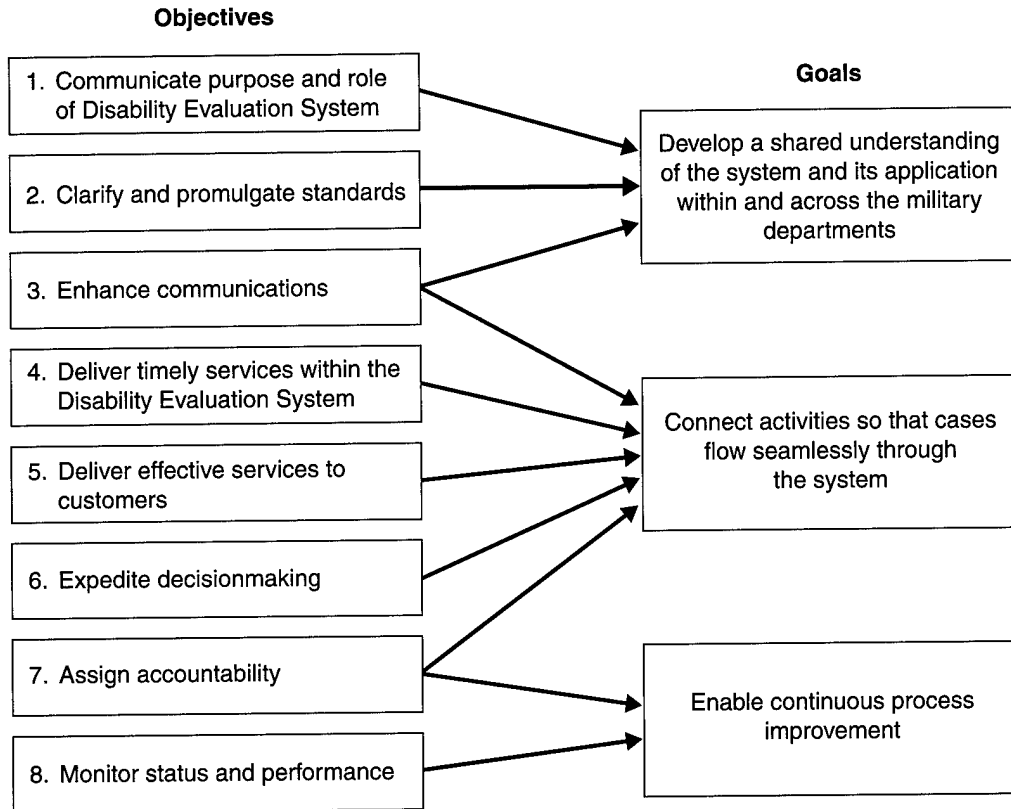 Objectives
1. Communicate purpose and role
of Disability Evaluation System
2. Clarify and promulgate standards
3. Enhance communications
4. Deliver timely services within the
Disability Evaluation System
5. Deliver effective services to
customers
6. Expedite decisionmaking
7. Assign accountability
8. Monitor status and performance
Goals
Develop a shared understanding
of the system and its application
within and across the military
departments
Connect activities so that cases
flow seamlessly through
the system
Enable continuous process
improvement